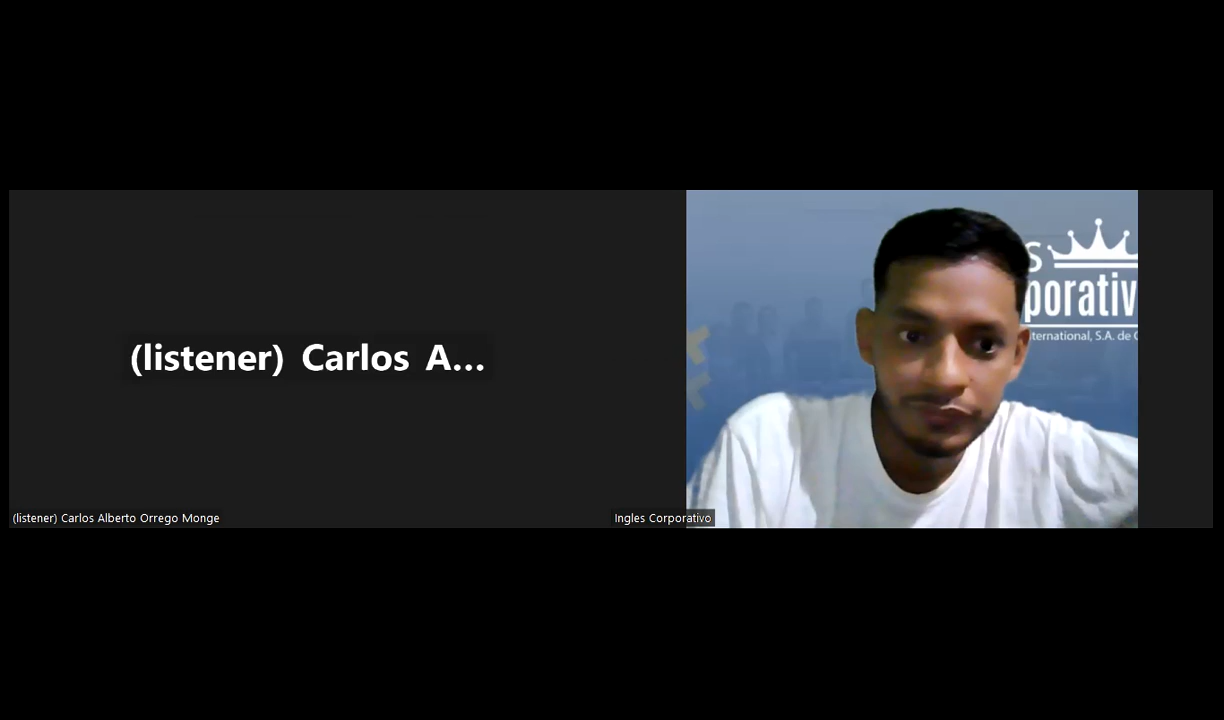 (listener) Carlos A...
(listener) Carlos Alberto Orrego Monge
s
porativ
ternational, S.A. de C
Ingles Corporativo